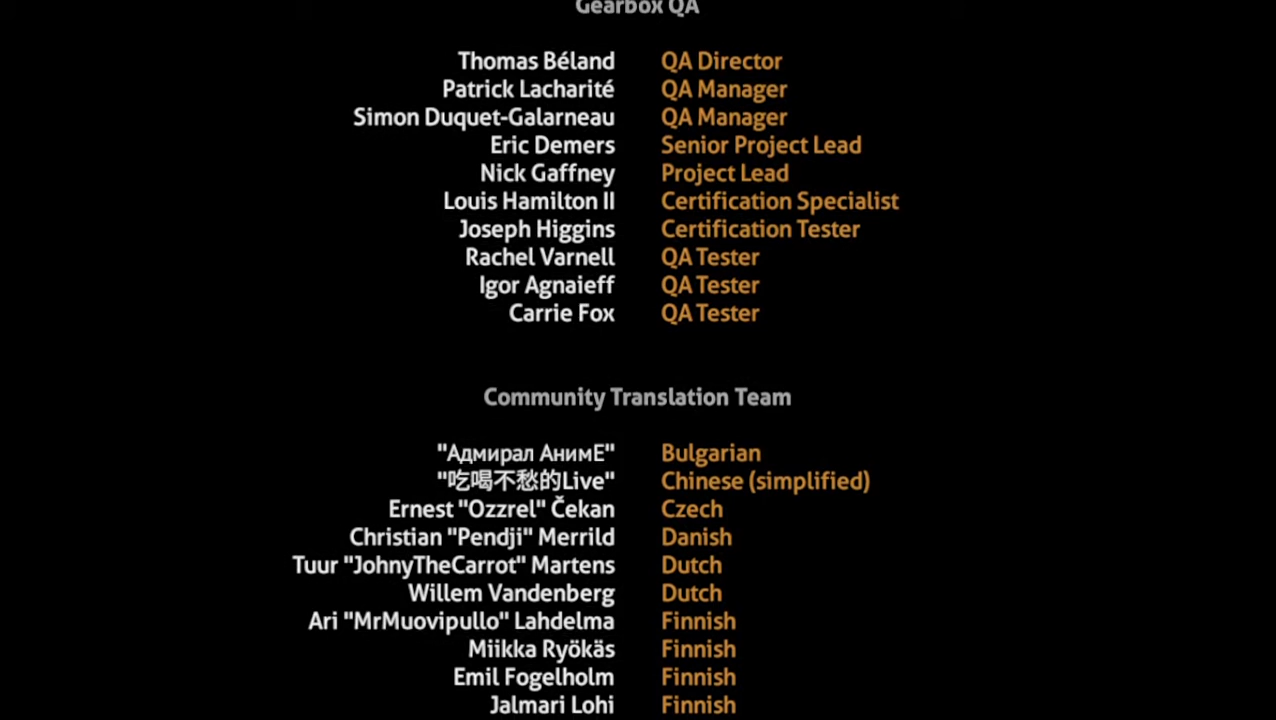 Gearbox QA
Thomas Béland QA Director
Patrick Lacharité QA Manager
Simon Duquet-Galarneau QA Manager
Eric Demers Senior Project Lead
Nick Gaffney Project Lead
Louis Hamilton II Certification Specialist
Joseph Higgins Certification Tester
Rachel Varnell QA Tester
Igor Agnaieff QA Tester
Carrie Fox QA Tester
Community Translation Team
"Адмирал АнимЕ" Bulgarian
"吃喝不愁的Live" Chinese (simplified)
Ernest "Ozzrel" Čekan Czech
Christian "Pendji" Merrild Danish
Tuur "JohnyTheCarrot" Martens Dutch
Willem Vandenberg Dutch
Ari "MrMuovipullo" Lahdelma Finnish
Miikka Ryökäs Finnish
Emil Fogelholm Finnish
Jalmari Lohi Finnish